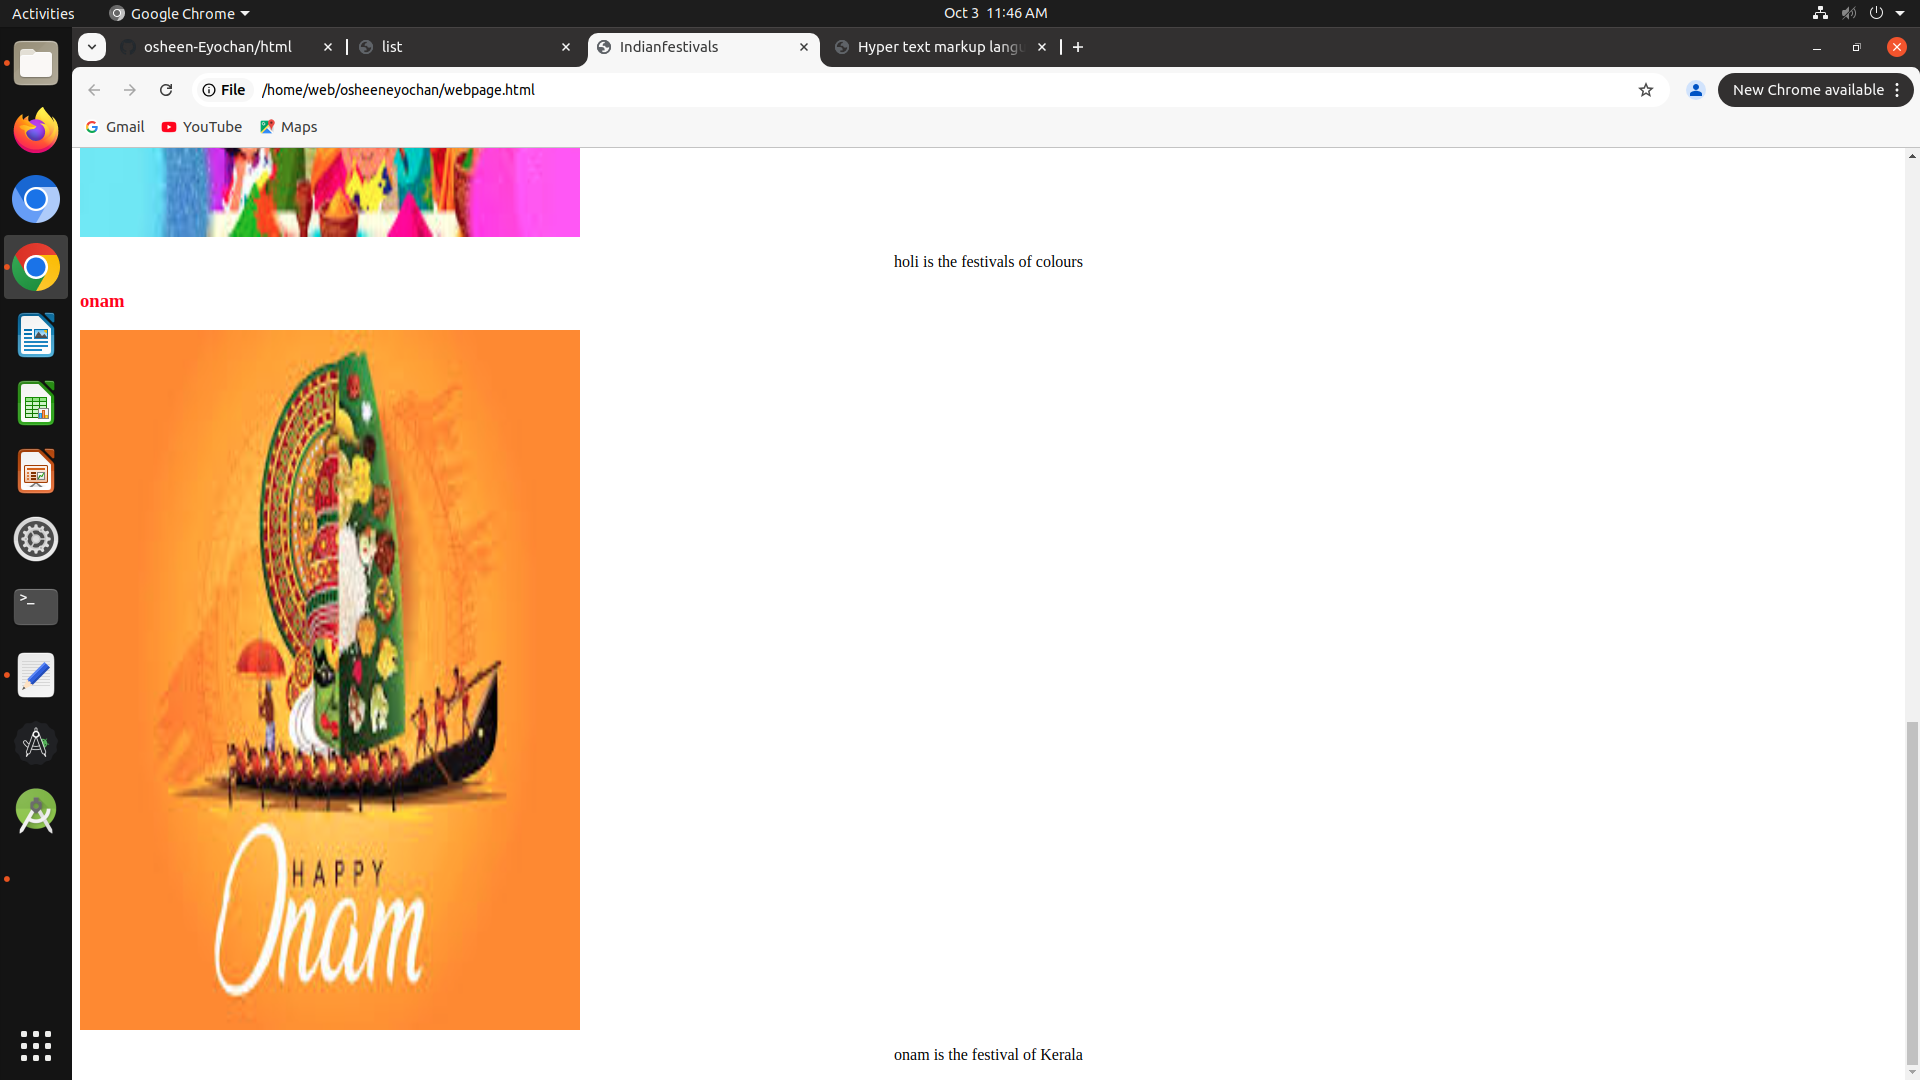 Activities
Google Chrome
Oct 3 11:46 AM
osheen-Eyochan/html
list
Indianfestivals
Hyper text markup langu
File
/home/web/osheeneyochan/webpage.html
New Chrome available
Gmail
YouTube
Maps
holi is the festivals of colours
onam
HAPPY
Onam
onam is the festival of Kerala